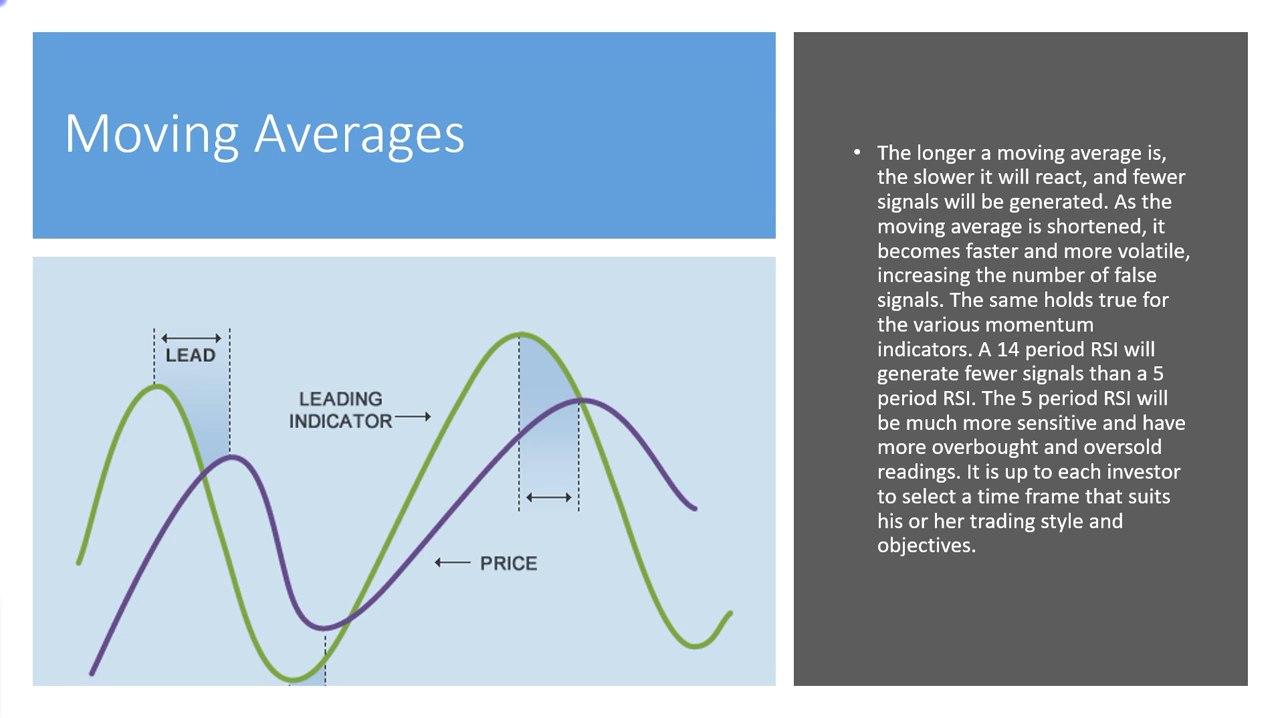 Moving Averages
LEAD
LEADING
INDICATOR
PRICE
• The longer a moving average is,
the slower it will react, and fewer
signals will be generated. As the
moving average is shortened, it
becomes faster and more volatile,
increasing the number of false
signals. The same holds true for
the various momentum
indicators. A 14 period RSI will
generate fewer signals than a 5
period RSI. The 5 period RSI will
be much more sensitive and have
more overbought and oversold
readings. It is up to each investor
to select a time frame that suits
his or her trading style and
objectives.